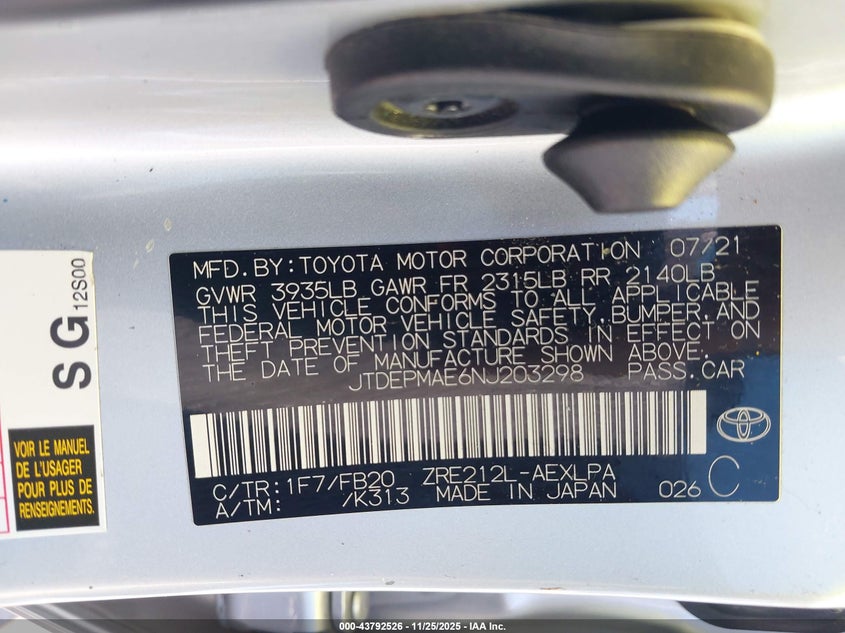 MFD. BY: TOYOTA MOTOR CORPORATION 07/21
GVWR 3935LB GAWR FR 2315LB RR 2140LB
THIS VEHICLE CONFORMS TO ALL APPLICABLE
FEDERAL MOTOR VEHICLE SAFETY, BUMPER, AND
THEFT PREVENTION STANDARDS IN EFFECT ON
THE DATE OF MANUFACTURE SHOWN ABOVE.
JTDEPMAE6NJ203298 PASS. CAR
C/TR: 1F7/FB20 ZRE212L-AEXLPA
A/TM: /K313 MADE IN JAPAN 026 C
SG 12S00
VOIR LE MANUEL
DE L'USAGER
POUR PLUS DE
RENSEIGNEMENTS.
000-43792526 - 11/25/2025 - IAA Inc.